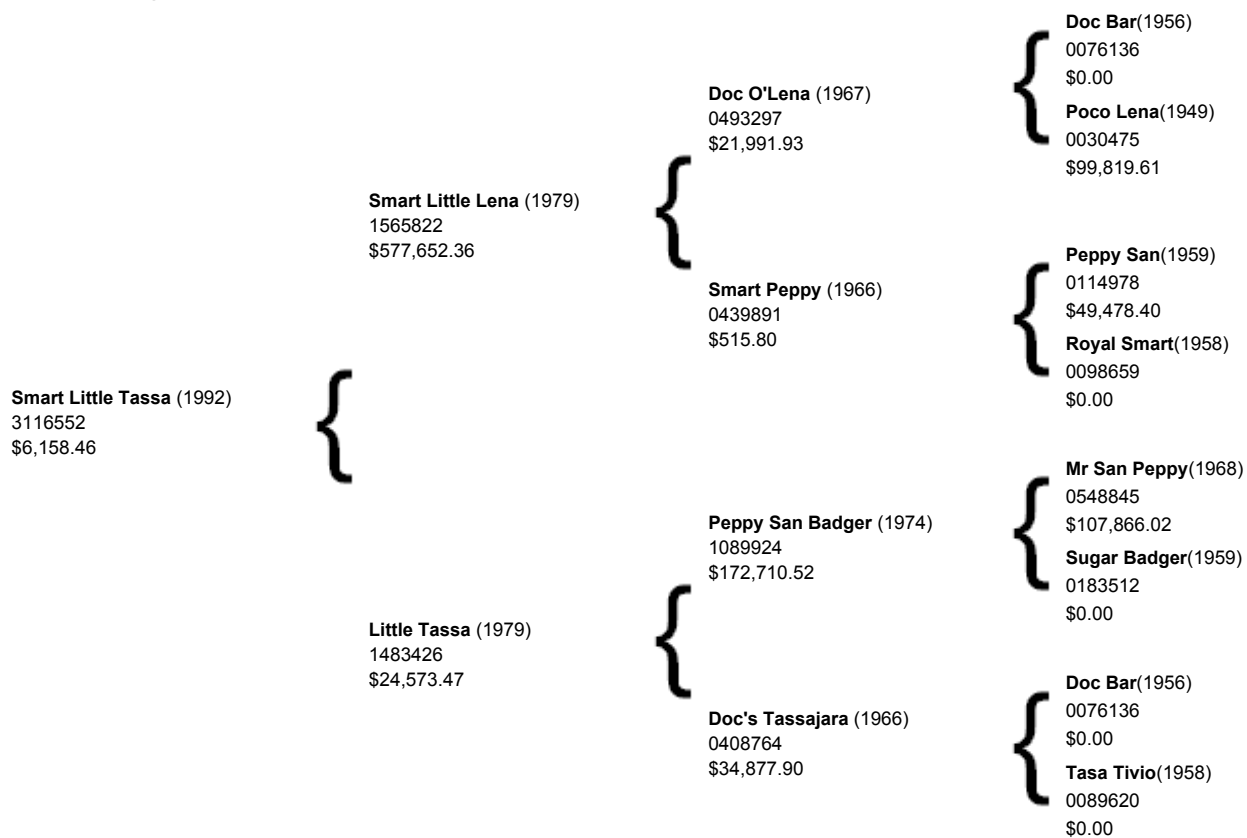 Doc Bar(1956)
0076136
$0.00
Doc O'Lena (1967)
0493297
$21,991.93
Poco Lena(1949)
0030475
$99,819.61
Smart Little Lena (1979)
1565822
$577,652.36
Peppy San(1959)
0114978
$49,478.40
Smart Peppy (1966)
0439891
$515.80
Royal Smart(1958)
0098659
$0.00
Smart Little Tassa (1992)
3116552
$6,158.46
Mr San Peppy(1968)
0548845
$107,866.02
Peppy San Badger (1974)
1089924
$172,710.52
Sugar Badger(1959)
0183512
$0.00
Little Tassa (1979)
1483426
$24,573.47
Doc Bar(1956)
0076136
$0.00
Doc's Tassajara (1966)
0408764
$34,877.90
Tasa Tivio(1958)
0089620
$0.00